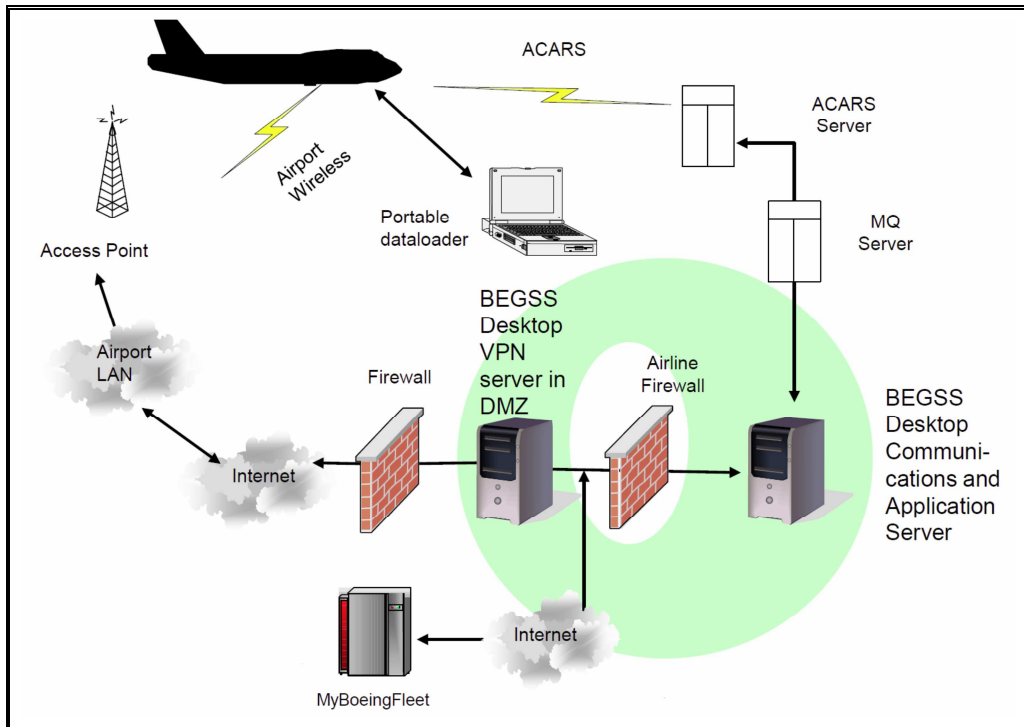 ACARS
ACARS
Server
Airport
Wireless
Portable
dataloader
MQ
Server
Access Point
BEGSS
Desktop
VPN
server in
DMZ
Airport
LAN
Firewall
Airline
Firewall
BEGSS
Desktop
Communi-
cations and
Application
Server
Internet
Internet
MyBoeingFleet